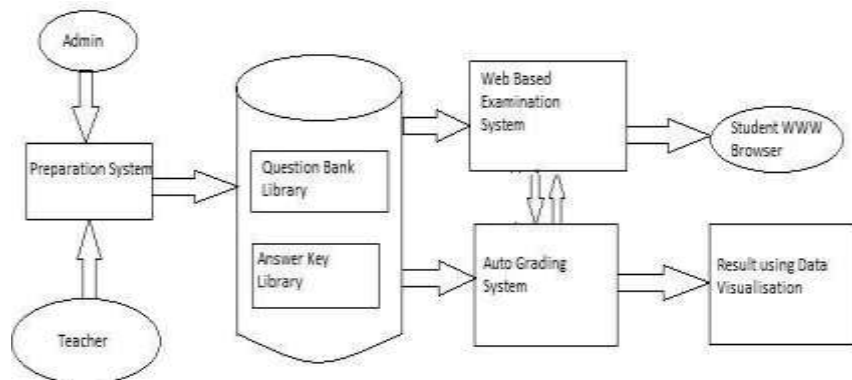 Admin
Preparation System
Teacher
Question Bank
Library
Answer Key
Library
Web Based
Examination
System
Student WWW
Browser
Auto Grading
System
Result using Data
Visualisation